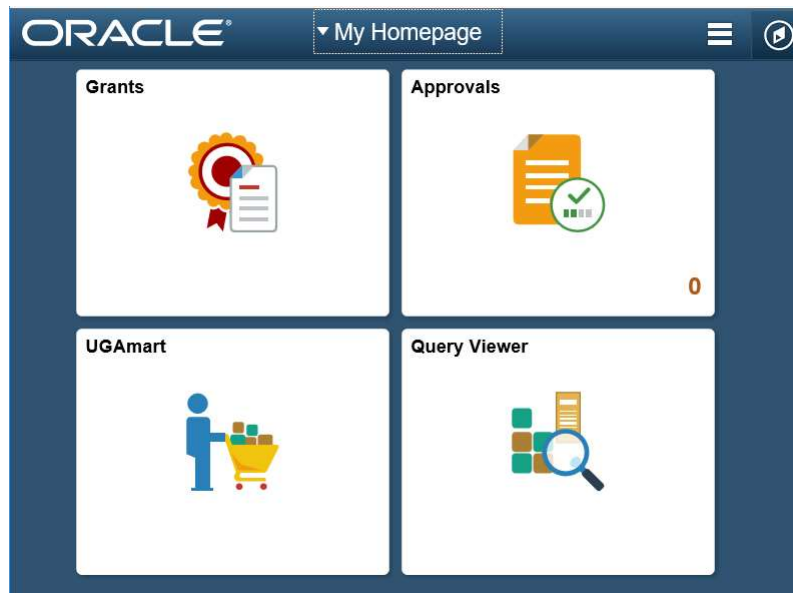 ORACLE® My Homepage
Grants
Approvals
0
UGAmart
Query Viewer